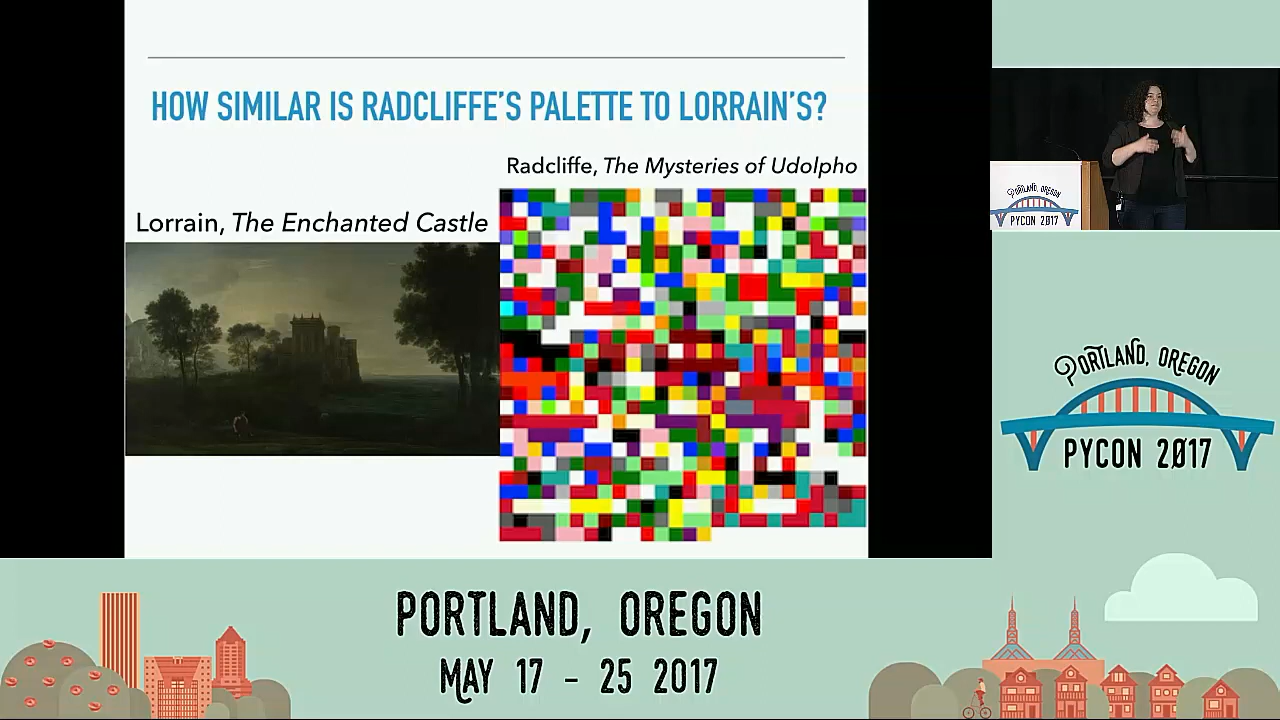 HOW SIMILAR IS RADCLIFFE'S PALETTE TO LORRAIN'S?
Radcliffe, The Mysteries of Udolpho
Lorrain, The Enchanted Castle
PORTLAND, OREGON
PYCON 2017
PORTLAND, OREGON
PYCON 2017
PORTLAND, OREGON
MAY 17 - 25 2017